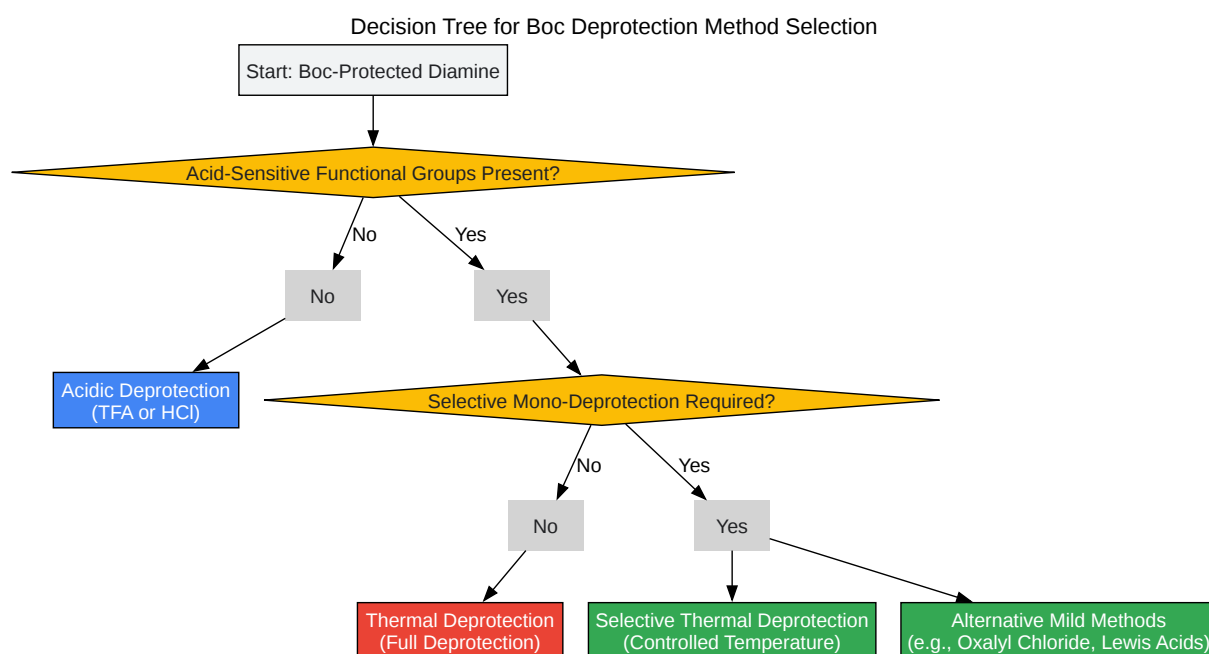 Decision Tree for Boc Deprotection Method Selection
Start: Boc-Protected Diamine
Acid-Sensitive Functional Groups Present?
No
Yes
No
Yes
Acidic Deprotection
(TFA or HCl)
Selective Mono-Deprotection Required?
No
Yes
No
Yes
Thermal Deprotection
(Full Deprotection)
Selective Thermal Deprotection
(Controlled Temperature)
Alternative Mild Methods
(e.g., Oxalyl Chloride, Lewis Acids)